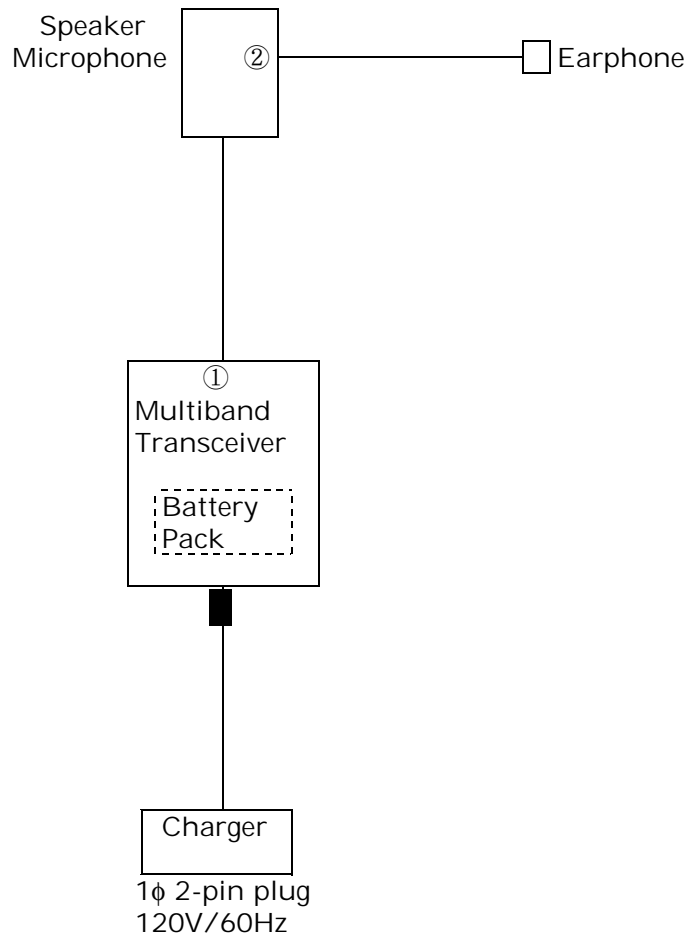 Speaker
Microphone
②
Earphone
①
Multiband
Transceiver
Battery
Pack
Charger
1ϕ 2-pin plug
120V/60Hz